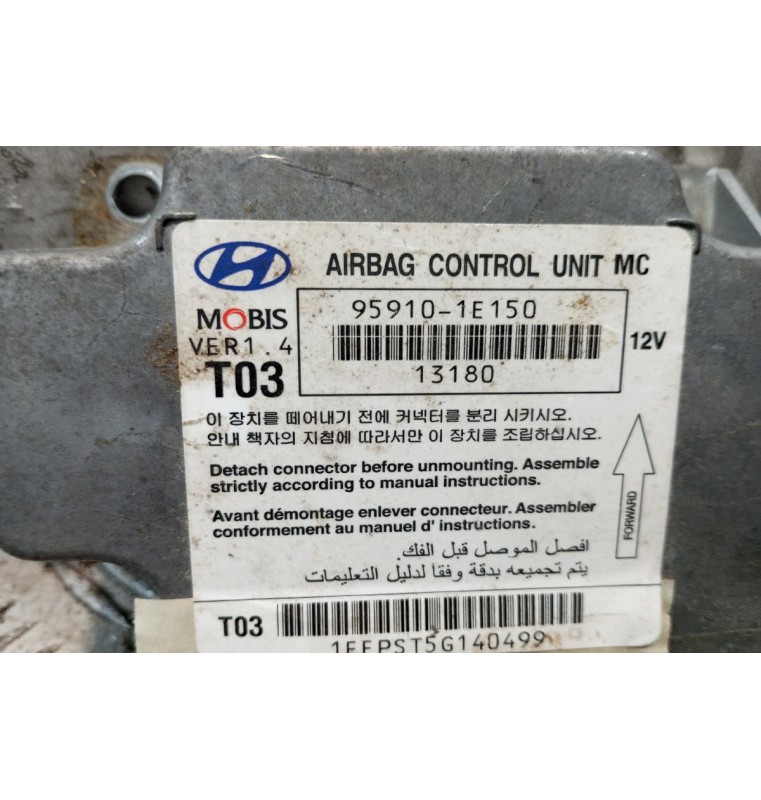 AIRBAG CONTROL UNIT MC
MOBIS
95910-1E150
12V
VER1.4
T03
13180
이 장치를 떼어내기 전에 커넥터를 분리 시키시오.
안내 책자의 지침에 따라서만 이 장치를 조립하십시오.
Detach connector before unmounting. Assemble
strictly according to manual instructions.
Avant démontage enlever connecteur. Assembler
conformement au manuel d' instructions.
FORWARD
افصل الموصل قبل الفك.
يتم تجميعه بدقة وفقا لدليل التعليمات
T03
1EFPST5G140499